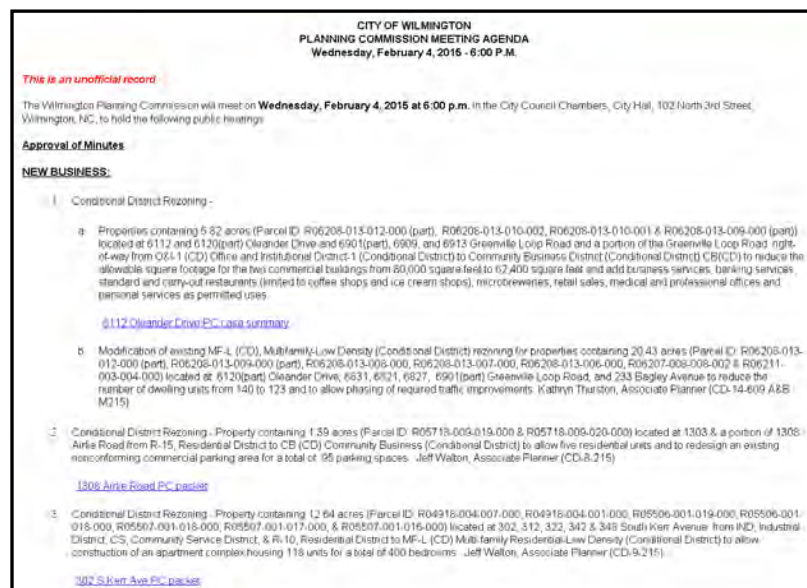 CITY OF WILMINGTON
PLANNING COMMISSION MEETING AGENDA
Wednesday, February 4, 2015 - 6:00 P.M.
This is an unofficial record
The Wilmington Planning Commission will meet on Wednesday, February 4, 2015 at 6:00 p.m. in the City Council Chambers, City Hall, 102 North 3rd Street,
Wilmington, NC, to hold the following public hearings
Approval of Minutes
NEW BUSINESS:
1. Conditional District Rezoning -
a. Properties containing 5.82 acres (Parcel ID: R06208-013-012-000 (part), R06208-013-010-002, R06208-013-010-001 & R06208-013-009-000 (part))
located at 6112 and 6120(part) Oleander Drive and 6901(part), 6909, and 6913 Greenville Loop Road and a portion of the Greenville Loop Road right-
of-way from O&I-1 (CD) Office and Institutional District-1 (Conditional District) to Community Business District (Conditional District) CB(CD) to reduce the
allowable square footage for the two commercial buildings from 80,000 square feet to 62,400 square feet and add business services, banking services,
standard and carry-out restaurants (limited to coffee shops and ice cream shops), microbreweries, retail sales, medical and professional offices and
personal services as permitted uses.
6112 Oleander Drive PC case summary
b. Modification of existing MF-L (CD), Multifamily-Low Density (Conditional District) rezoning for properties containing 20.43 acres (Parcel ID: R06208-013-
012-000 (part), R06208-013-009-000 (part), R06208-013-008-000, R06208-013-007-000, R06208-013-006-000, R06207-008-008-002 & R06211-
003-004-000) located at 6120(part) Oleander Drive, 6831, 6821, 6827, 6901(part) Greenville Loop Road, and 233 Bagley Avenue to reduce the
number of dwelling units from 140 to 123 and to allow phasing of required traffic improvements. Kathryn Thurston, Associate Planner (CD-14-609 A&B -
M215)
2. Conditional District Rezoning - Property containing 1.89 acres (Parcel ID: R05718-009-019-000 & R05718-009-020-000) located at 1303 & a portion of 1308
Airlie Road from R-15, Residential District to CB (CD) Community Business (Conditional District) to allow five residential units and to redesign an existing
nonconforming commercial parking area for a total of 95 parking spaces. Jeff Walton, Associate Planner (CD-8-215)
1308 Airlie Road PC packet
3. Conditional District Rezoning - Property containing 12.64 acres (Parcel ID: R04918-004-007-000, R04918-004-001-000, R05506-001-019-000, R05506-001-
018-000, R05507-001-018-000, R05507-001-017-000, & R05507-001-016-000) located at 302, 312, 322, 342 & 348 South Kerr Avenue from IND, Industrial
District, CS, Community Service District, & R-10, Residential District to MF-L (CD) Multi-family Residential-Low Density (Conditional District) to allow
construction of an apartment complex housing 118 units for a total of 400 bedrooms. Jeff Walton, Associate Planner (CD-9-215)
302 S Kerr Ave PC packet